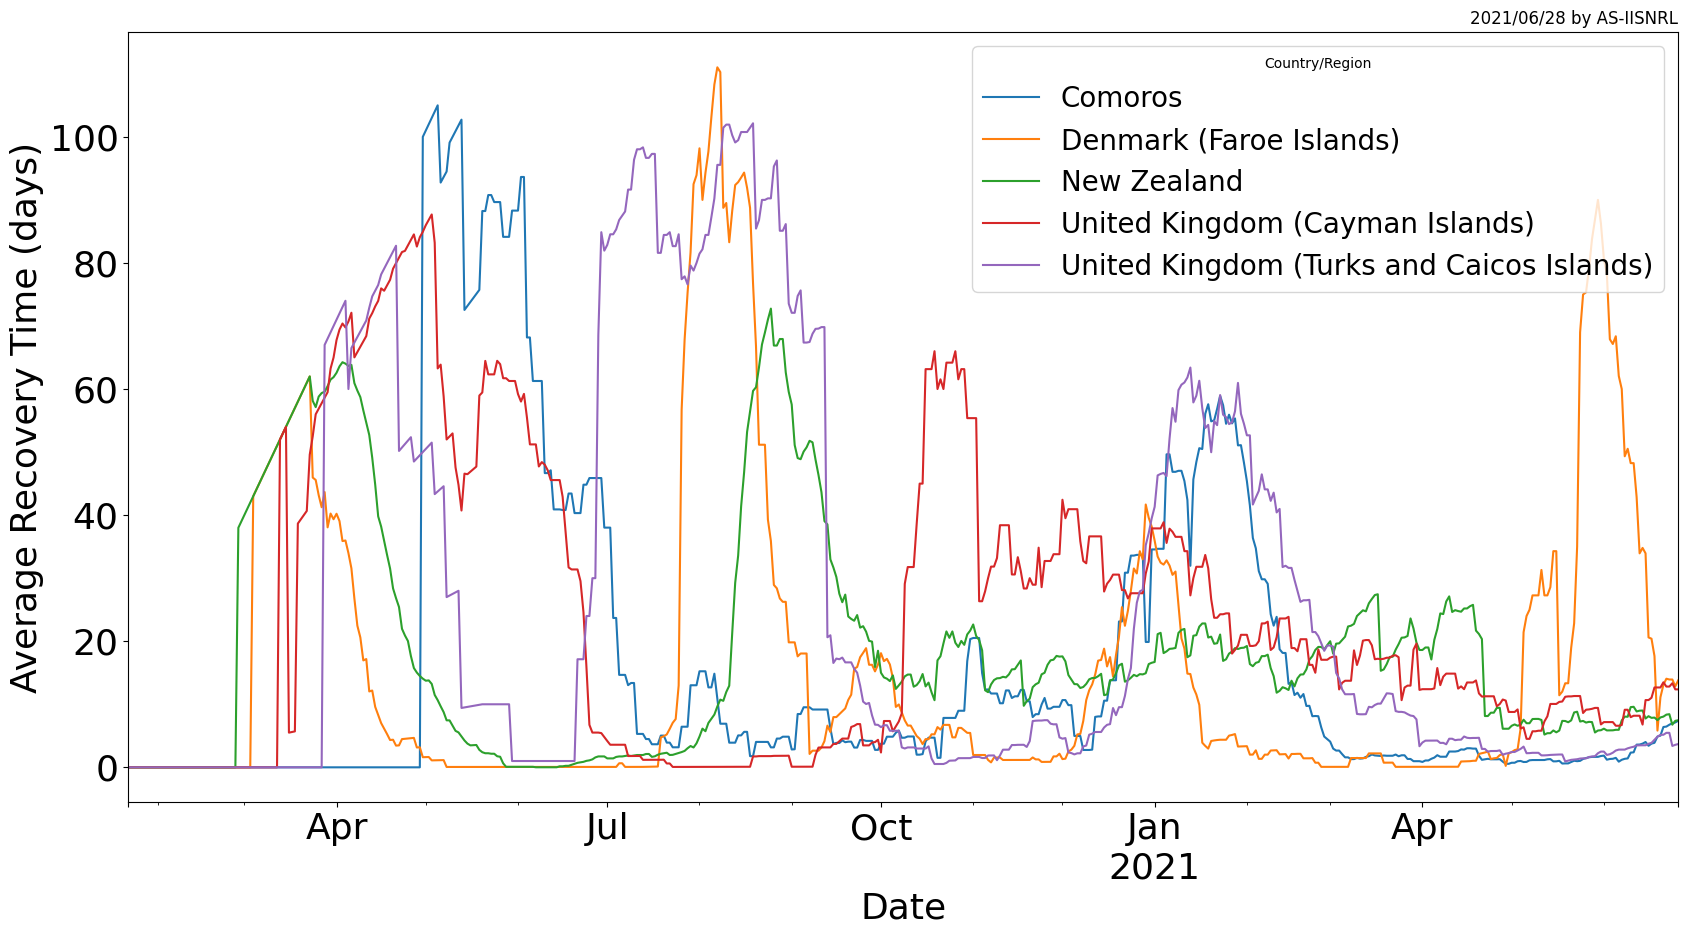 2021/06/28 by AS-IISNRL
Country/Region
Comoros
Denmark (Faroe Islands)
New Zealand
United Kingdom (Cayman Islands)
United Kingdom (Turks and Caicos Islands)
Average Recovery Time (days)
100
80
60
40
20
0
Apr
Jul
Oct
Jan
2021
Apr
Date